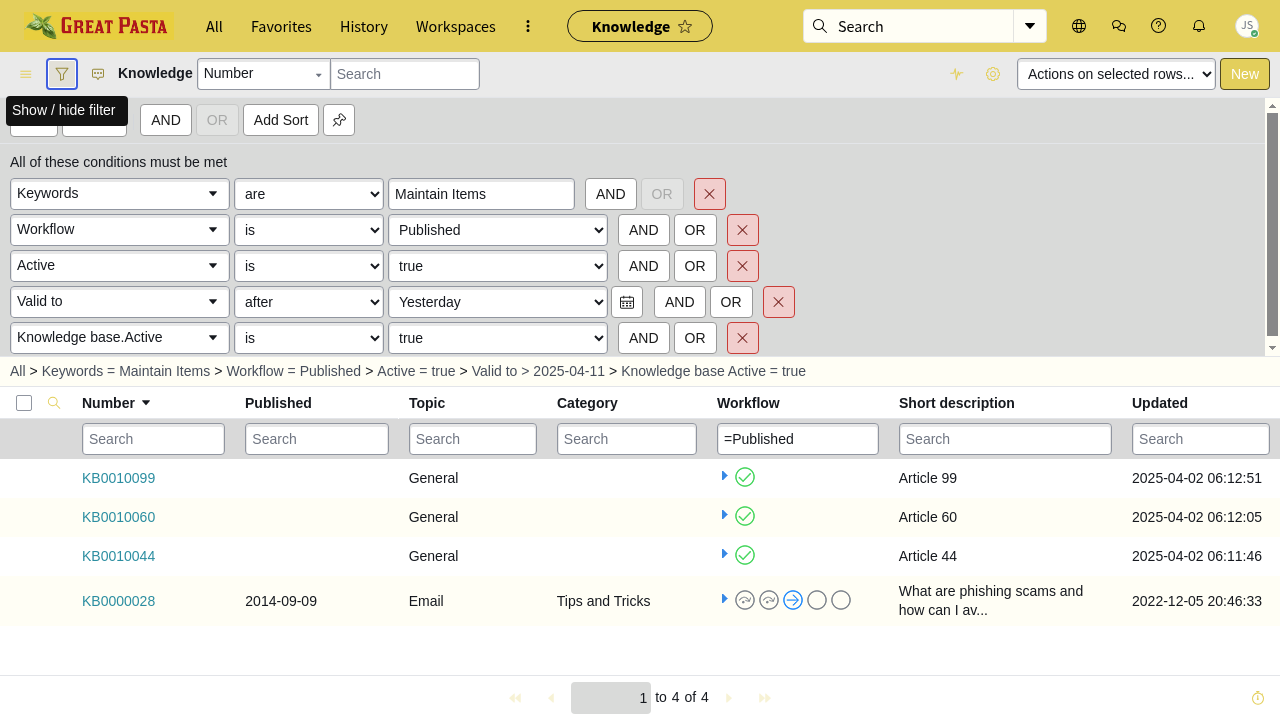 GREAT PASTA All Favorites History Workspaces Knowledge Search JS
Knowledge Number Search Actions on selected rows... New
Show / hide filter
AND OR Add Sort
All of these conditions must be met
Keywords are Maintain Items AND OR
Workflow is Published AND OR
Active is true AND OR
Valid to after Yesterday AND OR
Knowledge base.Active is true AND OR
All > Keywords = Maintain Items > Workflow = Published > Active = true > Valid to > 2025-04-11 > Knowledge base Active = true
Number Published Topic Category Workflow Short description Updated
Search Search Search Search =Published Search Search
KB0010099 General Article 99 2025-04-02 06:12:51
KB0010060 General Article 60 2025-04-02 06:12:05
KB0010044 General Article 44 2025-04-02 06:11:46
KB0000028 2014-09-09 Email Tips and Tricks What are phishing scams and 2022-12-05 20:46:33
how can I av...
1 to 4 of 4